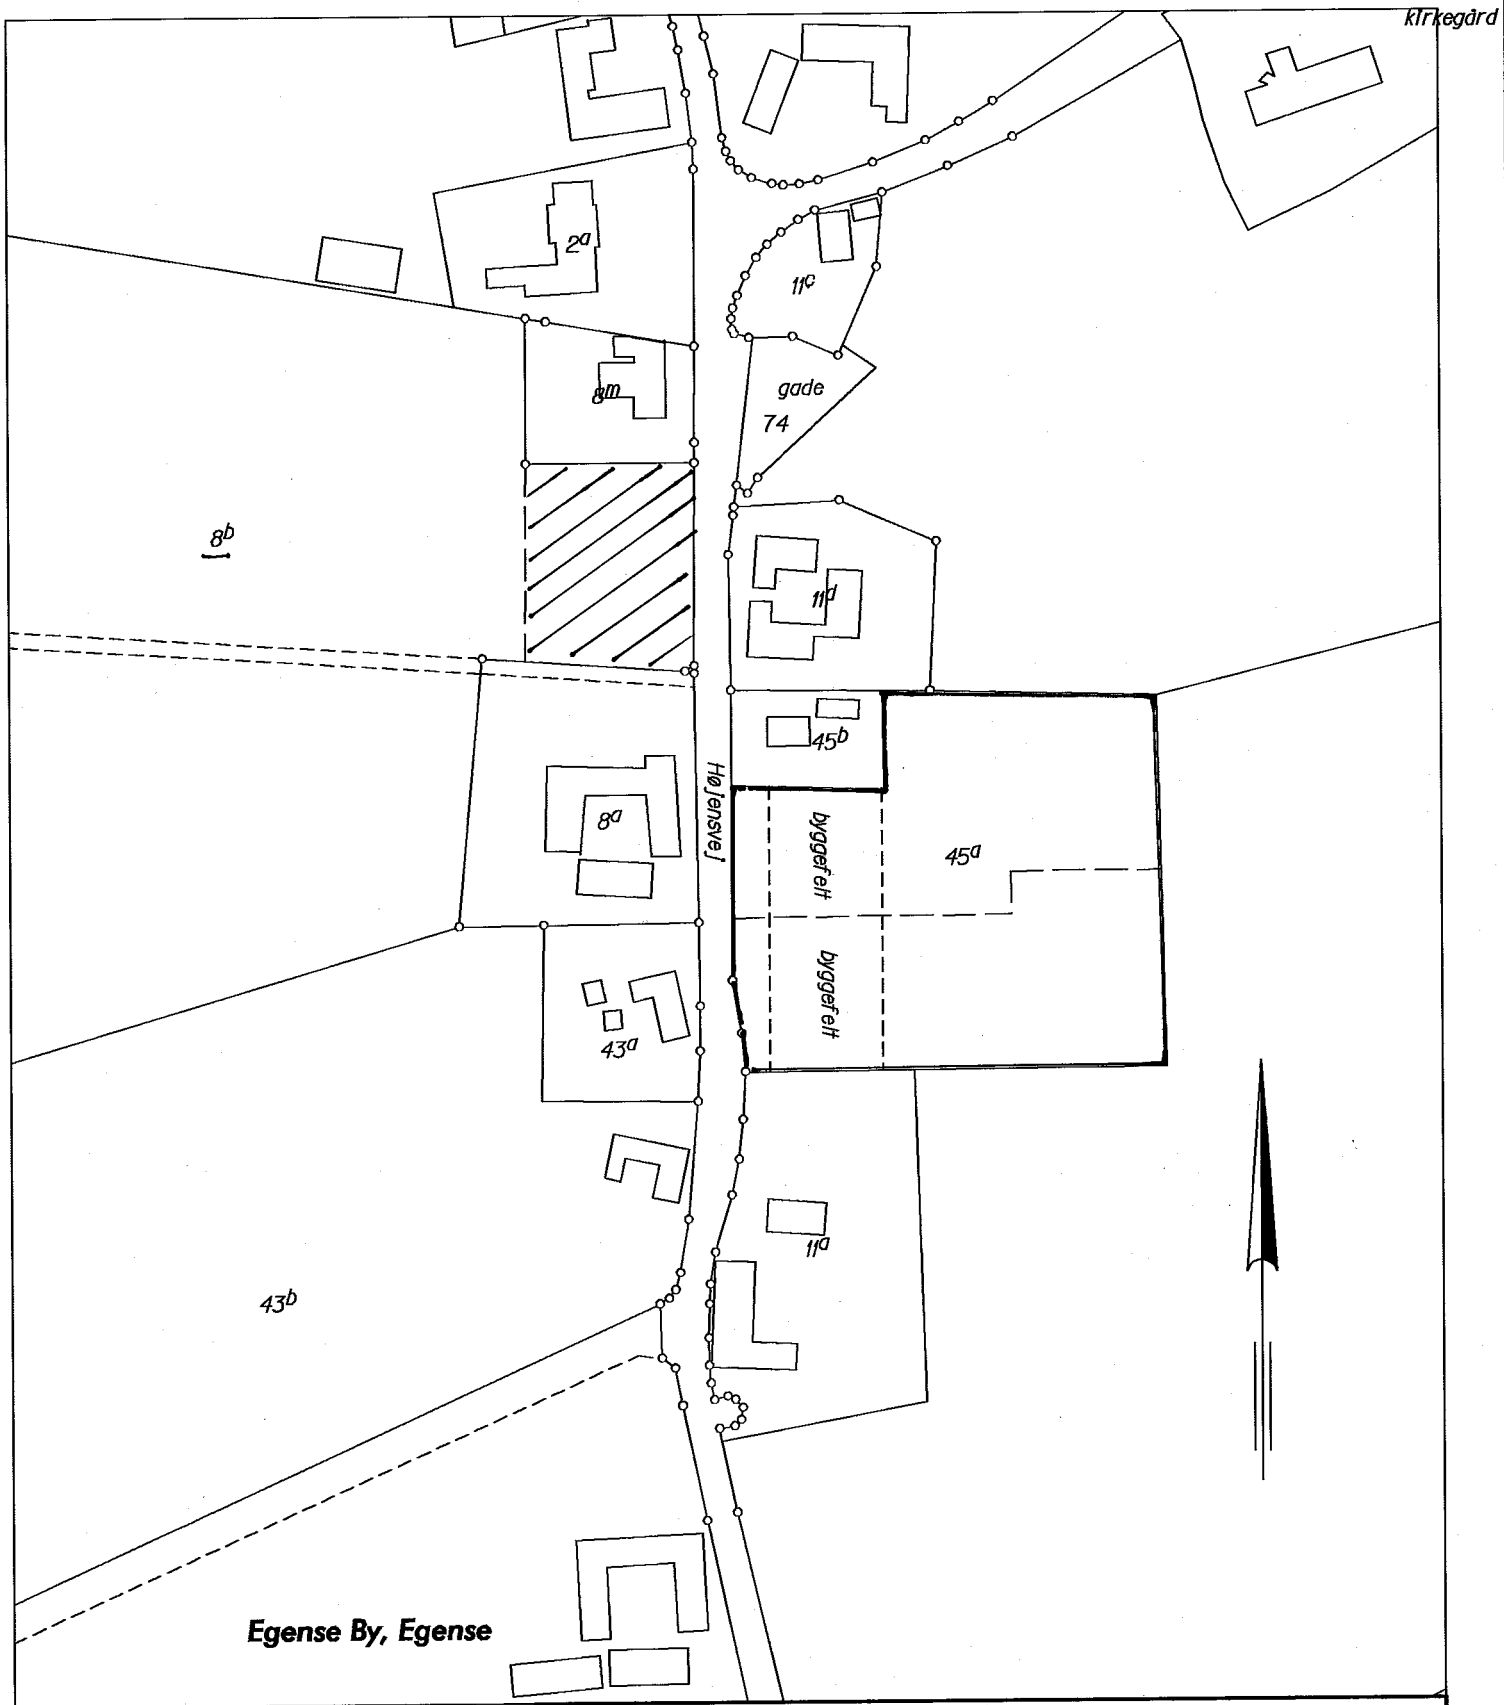 kirkegård
2a
11c
8m
gade
74
8b
11d
45b
Højensvej
8a
byggefelt
45a
byggefelt
43a
11a
43b
Egense By, Egense